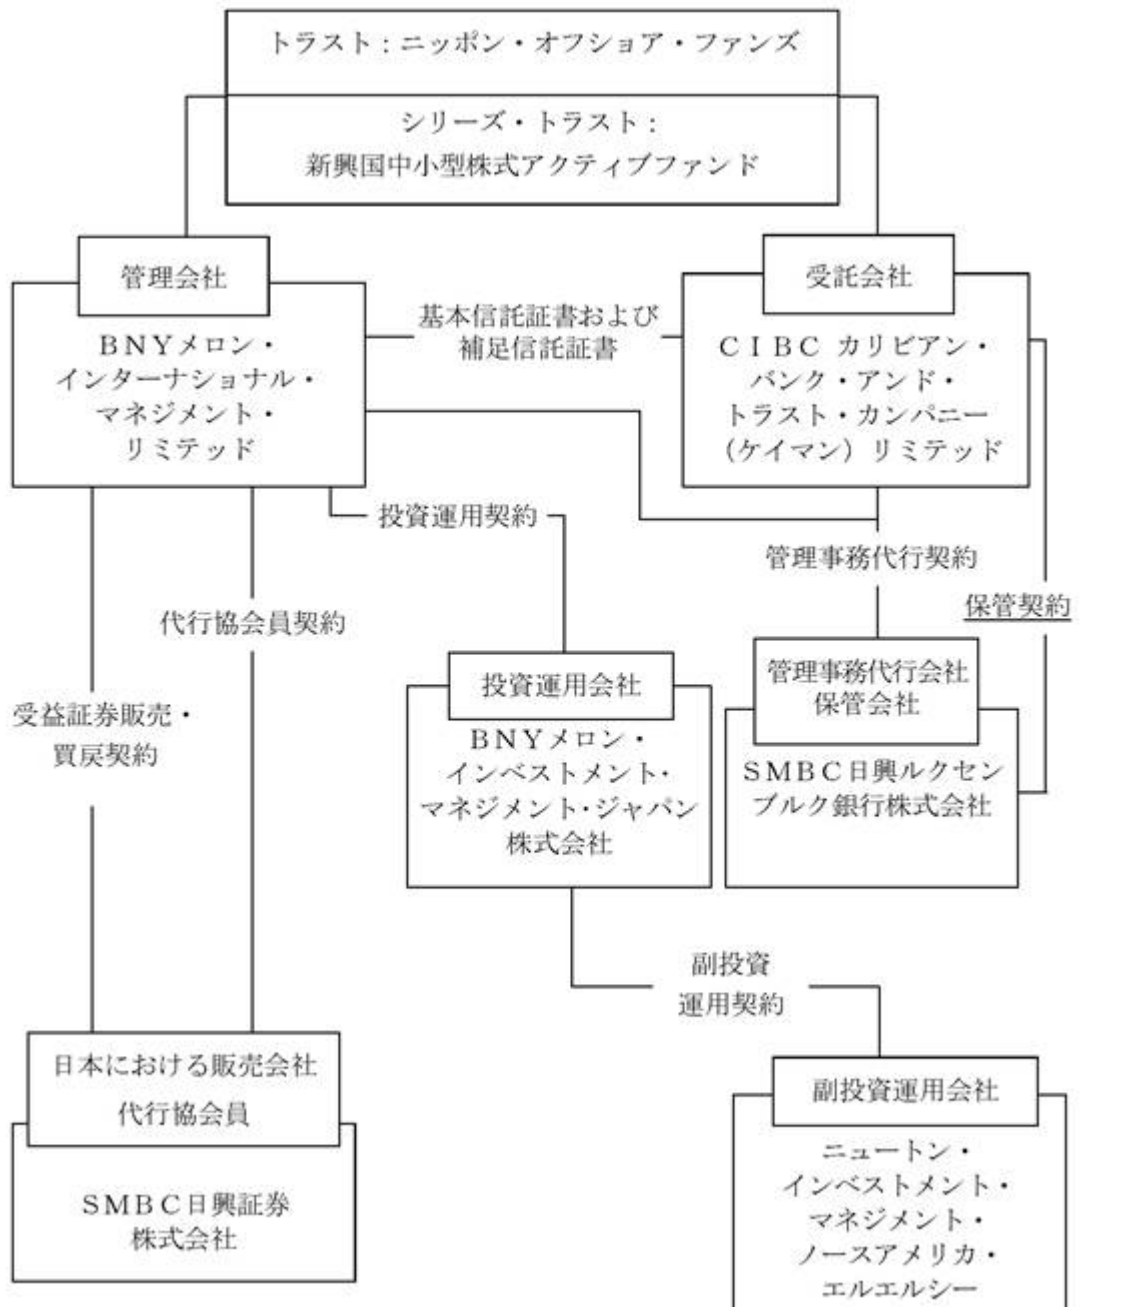 トラスト：ニッポン・オフショア・ファンズ
シリーズ・トラスト：
新興国中小型株式アクティブファンド
管理会社
ＢＮＹメロン・
インターナショナル・
マネジメント・
リミテッド
基本信託証書および
補足信託証書
受託会社
ＣＩＢＣ カリビアン・
バンク・アンド・
トラスト・カンパニー
（ケイマン）リミテッド
投資運用契約
管理事務代行契約
保管契約
代行協会員契約
受益証券販売・
買戻契約
投資運用会社
ＢＮＹメロン・
インベストメント・
マネジメント・ジャパン
株式会社
管理事務代行会社
保管会社
ＳＭＢＣ日興ルクセン
ブルク銀行株式会社
副投資
運用契約
日本における販売会社
代行協会員
ＳＭＢＣ日興証券
株式会社
副投資運用会社
ニュートン・
インベストメント・
マネジメント・
ノースアメリカ・
エルエルシー